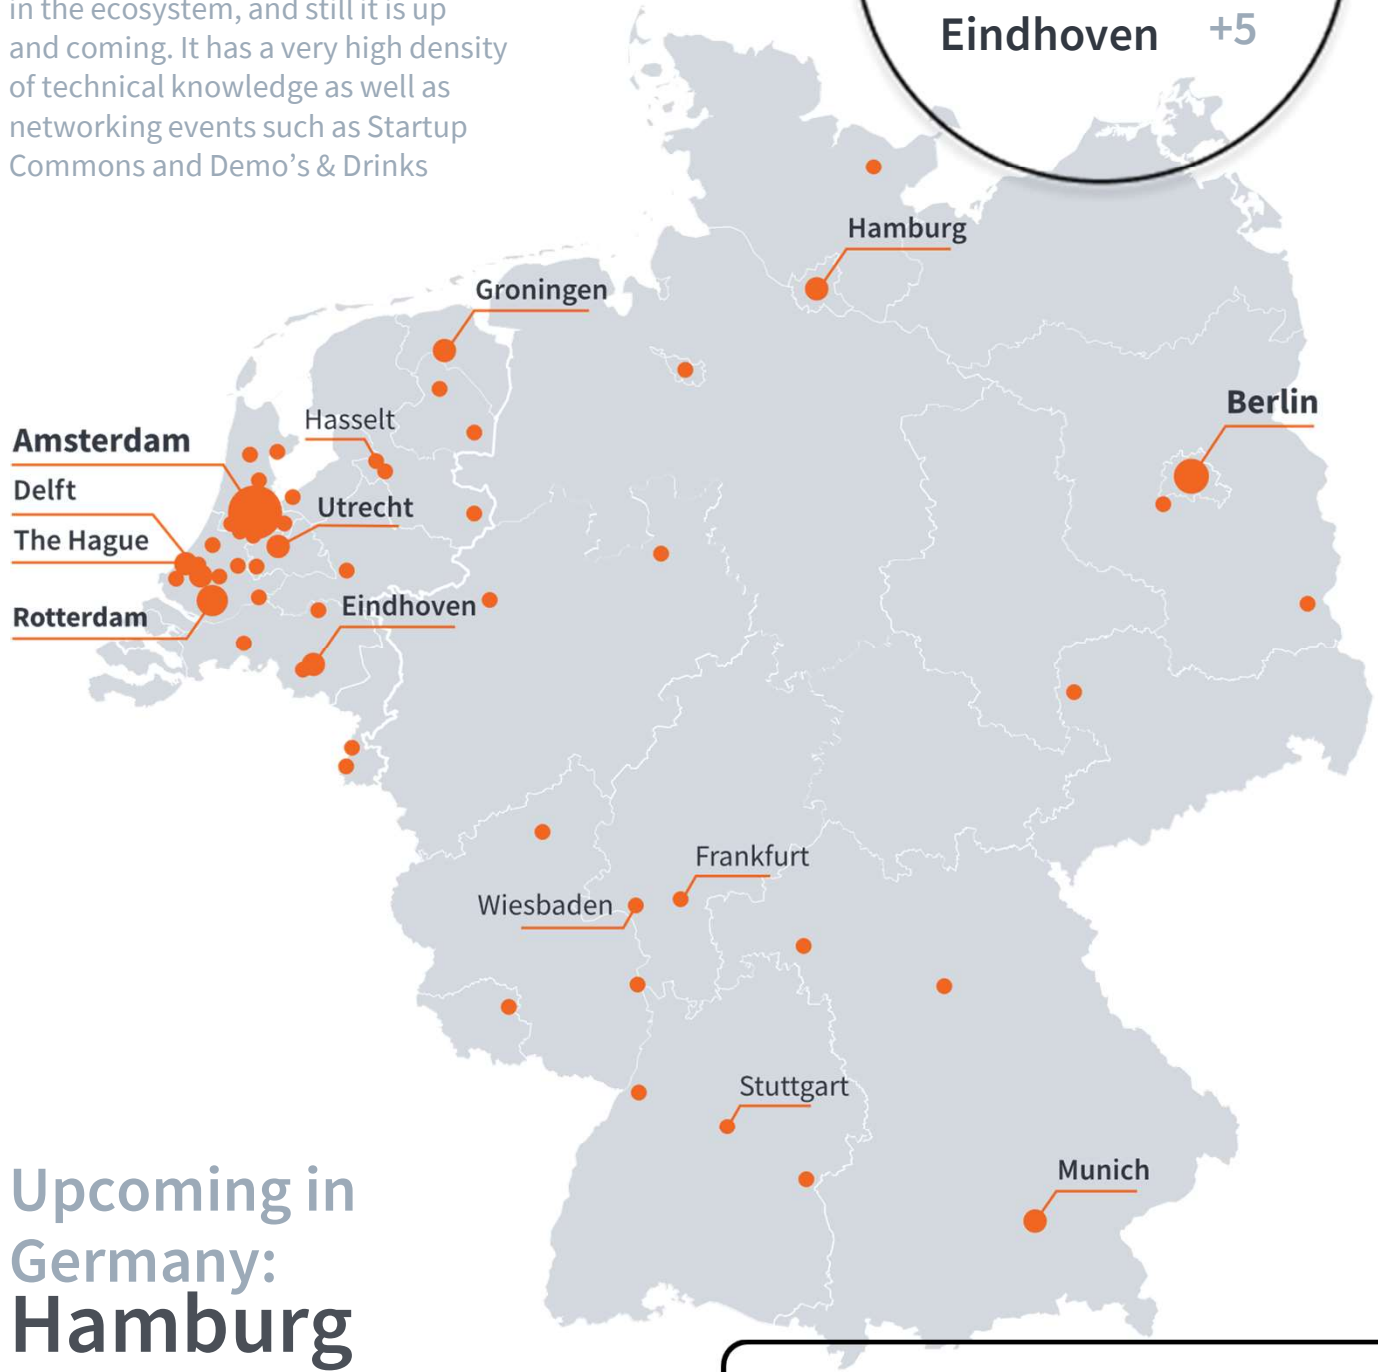 in the ecosystem, and still it is up
and coming. It has a very high density
of technical knowledge as well as
networking events such as Startup
Commons and Demo's & Drinks
Eindhoven +5
Hamburg
Groningen
Berlin
Hasselt
Amsterdam
Delft
Utrecht
The Hague
Eindhoven
Rotterdam
Frankfurt
Wiesbaden
Stuttgart
Munich
Upcoming in
Germany:
Hamburg